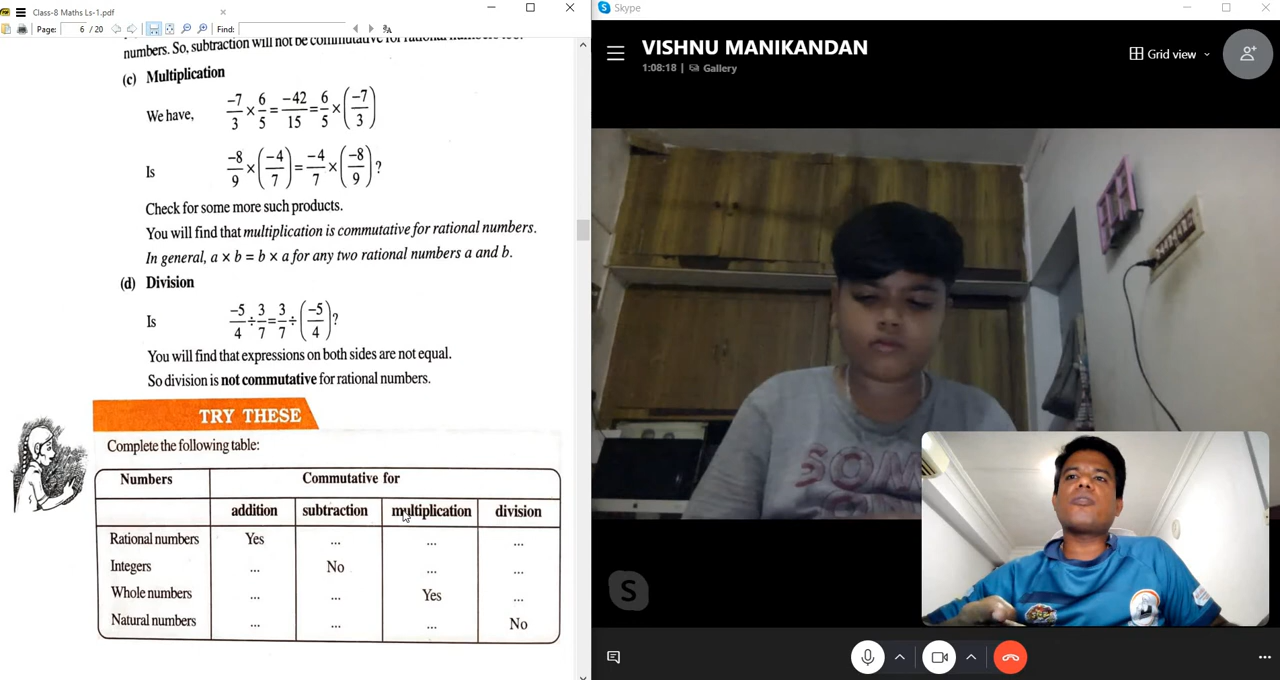 Class-8 Maths Ls-1.pdf
Page: 6 / 20 Find:
numbers. So, subtraction will not be commutative for rational numbers too.
(c) Multiplication
We have, -7/3 × 6/5 = -42/15 = 6/5 × (-7/3)
Is -8/9 × (-4/7) = -4/7 × (-8/9) ?
Check for some more such products.
You will find that multiplication is commutative for rational numbers.
In general, a × b = b × a for any two rational numbers a and b.
(d) Division
Is -5/4 ÷ 3/7 = 3/7 ÷ (-5/4) ?
You will find that expressions on both sides are not equal.
So division is not commutative for rational numbers.
TRY THESE
Complete the following table:
Numbers Commutative for
addition subtraction multiplication division
Rational numbers Yes ... ... ...
Integers ... No ... ...
Whole numbers ... ... Yes ...
Natural numbers ... ... ... No
Skype
VISHNU MANIKANDAN
1:08:18 | Gallery
Grid view
S